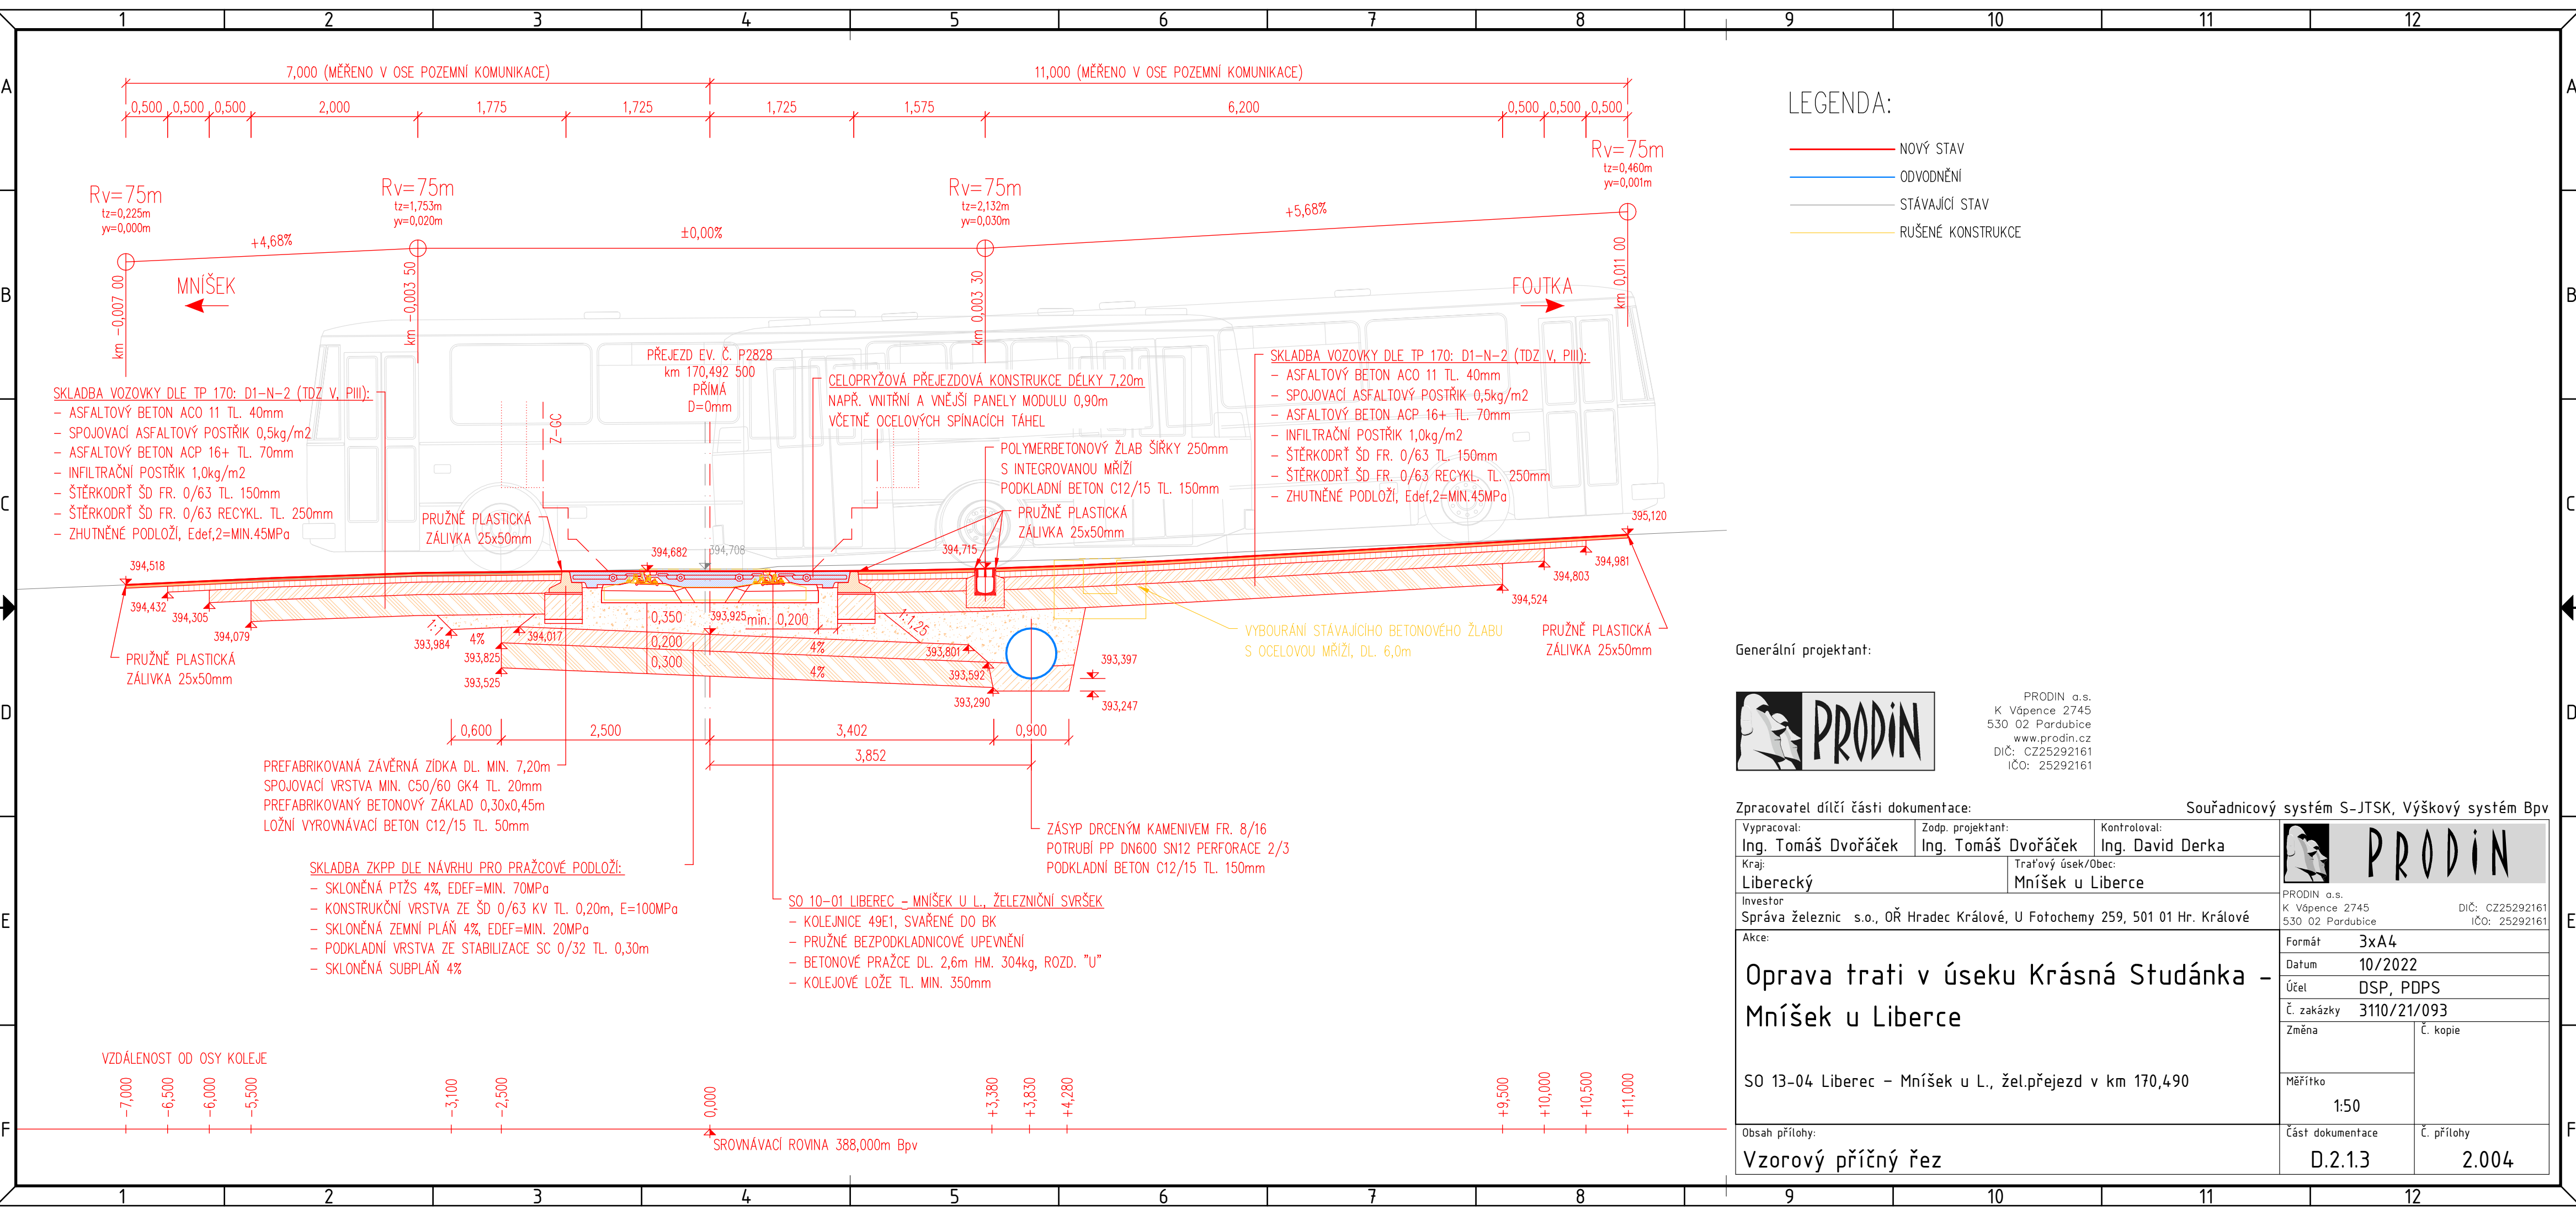 1 2 3 4 5 6 7 8 9 10 11 12
A
B
C
D
E
F
7,000 (MĚŘENO V OSE POZEMNÍ KOMUNIKACE)
11,000 (MĚŘENO V OSE POZEMNÍ KOMUNIKACE)
0,500 0,500 0,500 2,000 1,775 1,725 1,725 1,575 6,200 0,500 0,500 0,500
Rv=75m
tz=0,225m
yv=0,000m
Rv=75m
tz=1,753m
yv=0,020m
Rv=75m
tz=2,132m
yv=0,030m
Rv=75m
tz=0,460m
yv=0,001m
+4,68%
±0,00%
+5,68%
km -0,007 00
km -0,003 50
km 0,003 30
km 0,011 00
MNÍŠEK
FOJTKA
LEGENDA:
NOVÝ STAV
ODVODNĚNÍ
STÁVAJÍCÍ STAV
RUŠENÉ KONSTRUKCE
SKLADBA VOZOVKY DLE TP 170: D1-N-2 (TDZ V, PIII):
- ASFALTOVÝ BETON ACO 11 TL. 40mm
- SPOJOVACÍ ASFALTOVÝ POSTŘIK 0,5kg/m2
- ASFALTOVÝ BETON ACP 16+ TL. 70mm
- INFILTRAČNÍ POSTŘIK 1,0kg/m2
- ŠTĚRKODRŤ ŠD FR. 0/63 TL. 150mm
- ŠTĚRKODRŤ ŠD FR. 0/63 RECYKL. TL. 250mm
- ZHUTNĚNÉ PODLOŽÍ, Edef,2=MIN.45MPa
Z-GC
PŘEJEZD EV. Č. P2828
km 170,492 500
PŘÍMÁ
D=0mm
CELOPRYŽOVÁ PŘEJEZDOVÁ KONSTRUKCE DÉLKY 7,20m
NAPŘ. VNITŘNÍ A VNĚJŠÍ PANELY MODULU 0,90m
VČETNĚ OCELOVÝCH SPÍNACÍCH TÁHEL
POLYMERBETONOVÝ ŽLAB ŠÍŘKY 250mm
S INTEGROVANOU MŘÍŽÍ
PODKLADNÍ BETON C12/15 TL. 150mm
PRUŽNĚ PLASTICKÁ
ZÁLIVKA 25x50mm
SKLADBA VOZOVKY DLE TP 170: D1-N-2 (TDZ V, PIII):
- ASFALTOVÝ BETON ACO 11 TL. 40mm
- SPOJOVACÍ ASFALTOVÝ POSTŘIK 0,5kg/m2
- ASFALTOVÝ BETON ACP 16+ TL. 70mm
- INFILTRAČNÍ POSTŘIK 1,0kg/m2
- ŠTĚRKODRŤ ŠD FR. 0/63 TL. 150mm
- ŠTĚRKODRŤ ŠD FR. 0/63 RECYKL. TL. 250mm
- ZHUTNĚNÉ PODLOŽÍ, Edef,2=MIN.45MPa
PRUŽNĚ PLASTICKÁ
ZÁLIVKA 25x50mm
395,120
394,518
394,432
394,305
394,079
394,682
394,708
394,715
394,981
394,803
394,524
1:1
393,984
4%
394,017
393,825
393,525
0,350
0,200
0,300
393,925
min. 0,200
4%
4%
1:1,25
393,801
393,592
393,290
393,397
393,247
PRUŽNĚ PLASTICKÁ
ZÁLIVKA 25x50mm
VYBOURÁNÍ STÁVAJÍCÍHO BETONOVÉHO ŽLABU
S OCELOVOU MŘÍŽÍ, DL. 6,0m
PRUŽNĚ PLASTICKÁ
ZÁLIVKA 25x50mm
0,600 2,500 3,402 0,900
3,852
PREFABRIKOVANÁ ZÁVĚRNÁ ZÍDKA DL. MIN. 7,20m
SPOJOVACÍ VRSTVA MIN. C50/60 GK4 TL. 20mm
PREFABRIKOVANÝ BETONOVÝ ZÁKLAD 0,30x0,45m
LOŽNÍ VYROVNÁVACÍ BETON C12/15 TL. 50mm
ZÁSYP DRCENÝM KAMENIVEM FR. 8/16
POTRUBÍ PP DN600 SN12 PERFORACE 2/3
PODKLADNÍ BETON C12/15 TL. 150mm
SKLADBA ZKPP DLE NÁVRHU PRO PRAŽCOVÉ PODLOŽÍ:
- SKLONĚNÁ PTŽS 4%, EDEF=MIN. 70MPa
- KONSTRUKČNÍ VRSTVA ZE ŠD 0/63 KV TL. 0,20m, E=100MPa
- SKLONĚNÁ ZEMNÍ PLÁŇ 4%, EDEF=MIN. 20MPa
- PODKLADNÍ VRSTVA ZE STABILIZACE SC 0/32 TL. 0,30m
- SKLONĚNÁ SUBPLÁŇ 4%
SO 10-01 LIBEREC - MNÍŠEK U L., ŽELEZNIČNÍ SVRŠEK
- KOLEJNICE 49E1, SVAŘENÉ DO BK
- PRUŽNÉ BEZPODKLADNICOVÉ UPEVNĚNÍ
- BETONOVÉ PRAŽCE DL. 2,6m HM. 304kg, ROZD. "U"
- KOLEJOVÉ LOŽE TL. MIN. 350mm
VZDÁLENOST OD OSY KOLEJE
-7,000 -6,500 -6,000 -5,500 -3,100 -2,500 0,000 +3,380 +3,830 +4,280 +9,500 +10,000 +10,500 +11,000
SROVNÁVACÍ ROVINA 388,000m Bpv
Generální projektant:
PRODIN
PRODIN a.s.
K Vápence 2745
530 02 Pardubice
www.prodin.cz
DIČ: CZ25292161
IČO: 25292161
Zpracovatel dílčí části dokumentace:
Souřadnicový systém S-JTSK, Výškový systém Bpv
Vypracoval:
Ing. Tomáš Dvořáček
Zodp. projektant:
Ing. Tomáš Dvořáček
Kontroloval:
Ing. David Derka
Kraj:
Liberecký
Traťový úsek/Obec:
Mníšek u Liberce
Investor
Správa železnic s.o., OŘ Hradec Králové, U Fotochemy 259, 501 01 Hr. Králové
PRODIN
PRODIN a.s.
K Vápence 2745 DIČ: CZ25292161
530 02 Pardubice IČO: 25292161
Akce:
Oprava trati v úseku Krásná Studánka -
Mníšek u Liberce
SO 13-04 Liberec - Mníšek u L., žel.přejezd v km 170,490
Formát 3xA4
Datum 10/2022
Účel DSP, PDPS
Č. zakázky 3110/21/093
Změna
Č. kopie
Měřítko
1:50
Obsah přílohy:
Vzorový příčný řez
Část dokumentace
D.2.1.3
Č. přílohy
2.004
1 2 3 4 5 6 7 8 9 10 11 12
A
B
C
D
E
F